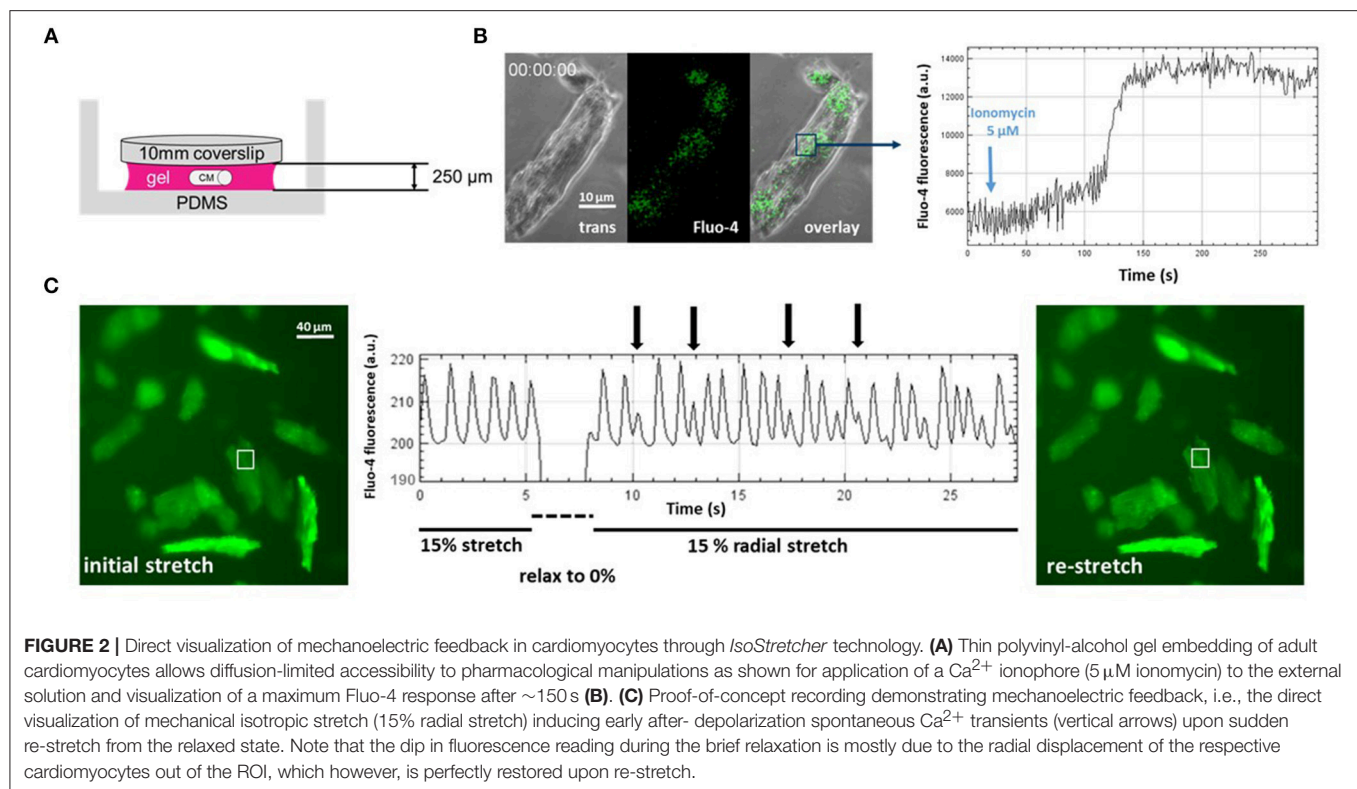 A
10mm coverslip
gel
CM
PDMS
250 µm
B
00:00:00
10 µm
trans
Fluo-4
overlay
Fluo-4 fluorescence (a.u.)
14000
12000
10000
8000
6000
Ionomycin
5 µM
0
50
100
150
200
250
Time (s)
C
40 µm
initial stretch
Fluo-4 fluorescence (a.u.)
220
210
200
190
0
5
10
15
20
25
Time (s)
15% stretch
relax to 0%
15 % radial stretch
re-stretch
FIGURE 2 | Direct visualization of mechanoelectric feedback in cardiomyocytes through IsoStretcher technology. (A) Thin polyvinyl-alcohol gel embedding of adult
cardiomyocytes allows diffusion-limited accessibility to pharmacological manipulations as shown for application of a Ca2+ ionophore (5 µM ionomycin) to the external
solution and visualization of a maximum Fluo-4 response after ~150 s (B). (C) Proof-of-concept recording demonstrating mechanoelectric feedback, i.e., the direct
visualization of mechanical isotropic stretch (15% radial stretch) inducing early after- depolarization spontaneous Ca2+ transients (vertical arrows) upon sudden
re-stretch from the relaxed state. Note that the dip in fluorescence reading during the brief relaxation is mostly due to the radial displacement of the respective
cardiomyocytes out of the ROI, which however, is perfectly restored upon re-stretch.